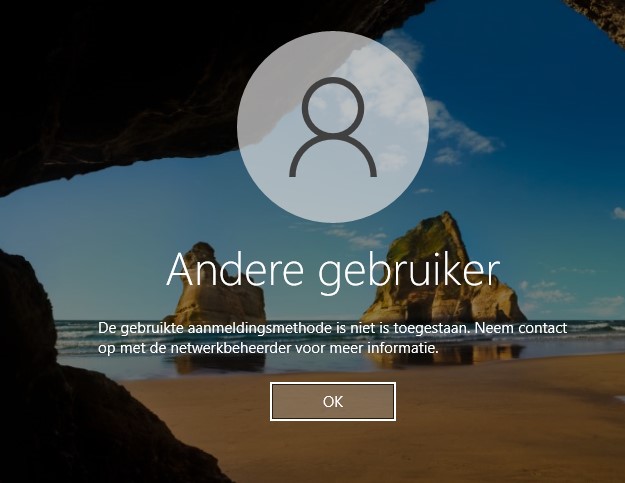 Andere gebruiker
De gebruikte aanmeldingsmethode is niet is toegestaan. Neem contact
op met de netwerkbeheerder voor meer informatie.
OK